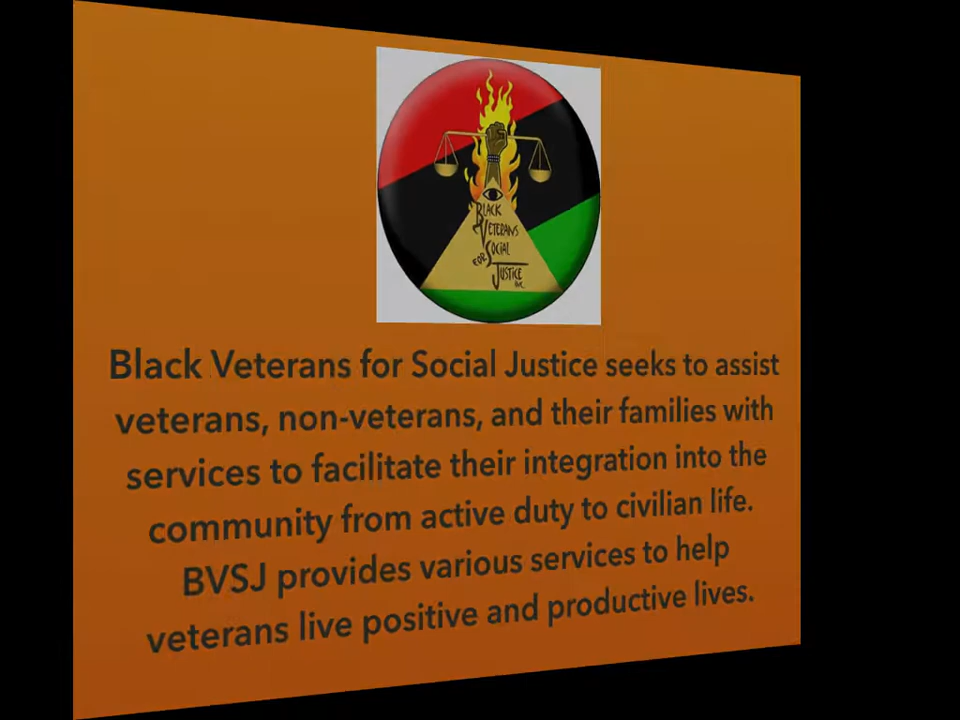 BLACK
VETERANS
FOR SOCIAL
JUSTICE
INC.
Black Veterans for Social Justice seeks to assist
veterans, non-veterans, and their families with
services to facilitate their integration into the
community from active duty to civilian life.
BVSJ provides various services to help
veterans live positive and productive lives.